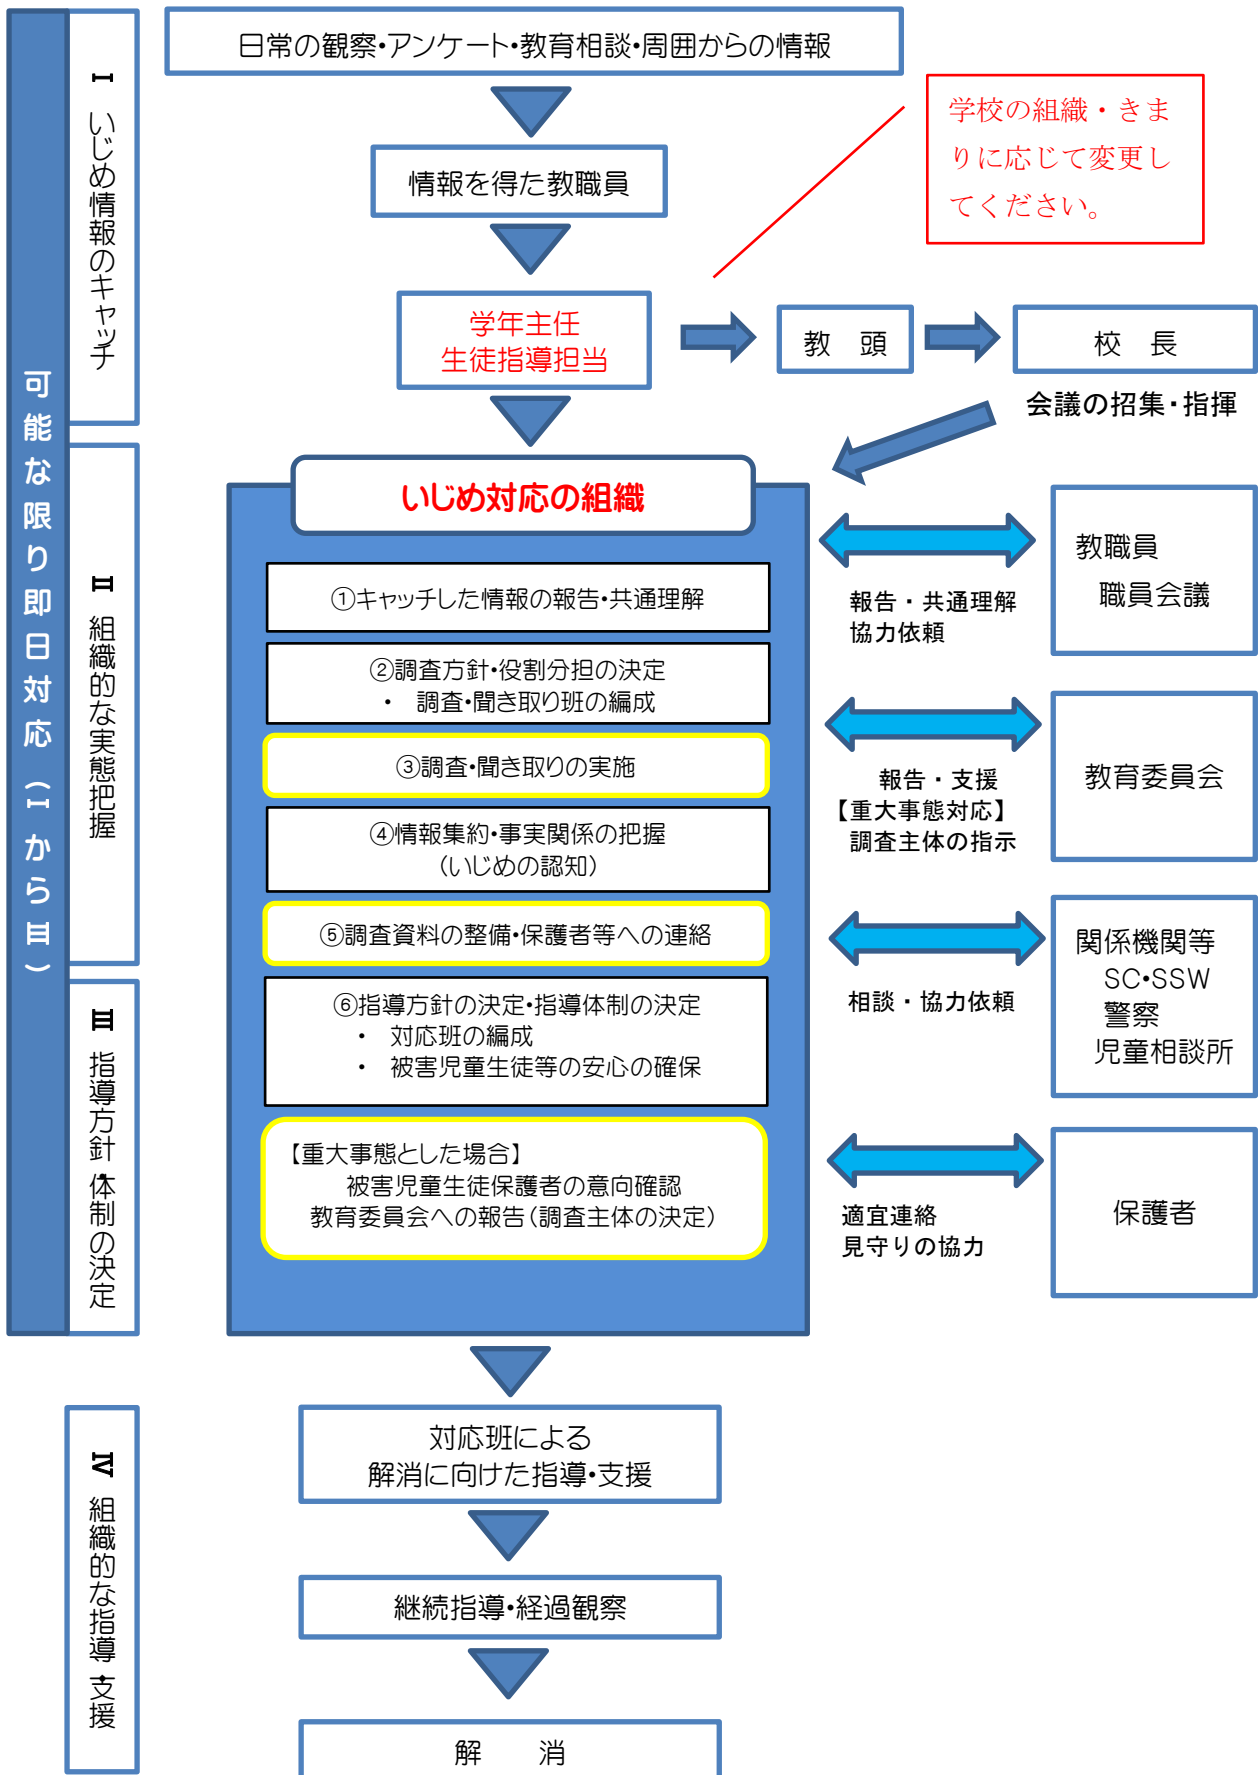 可能な限り即日対応（ⅠからⅢ）
Ⅰ いじめ情報のキャッチ
日常の観察・アンケート・教育相談・周囲からの情報
情報を得た教職員
学校の組織・きま
りに応じて変更し
てください。
学年主任
生徒指導担当
教　頭
校　長
会議の招集・指揮
Ⅱ 組織的な実態把握
いじめ対応の組織
①キャッチした情報の報告・共通理解
②調査方針・役割分担の決定
・　調査・聞き取り班の編成
③調査・聞き取りの実施
④情報集約・事実関係の把握
（いじめの認知）
⑤調査資料の整備・保護者等への連絡
Ⅲ 指導方針・体制の決定
⑥指導方針の決定・指導体制の決定
・　対応班の編成
・　被害児童生徒等の安心の確保
【重大事態とした場合】
被害児童生徒保護者の意向確認
教育委員会への報告（調査主体の決定）
報告・共通理解
協力依頼
教職員
職員会議
報告・支援
【重大事態対応】
調査主体の指示
教育委員会
相談・協力依頼
関係機関等
SC・SSW
警察
児童相談所
適宜連絡
見守りの協力
保護者
Ⅳ 組織的な指導・支援
対応班による
解消に向けた指導・支援
継続指導・経過観察
解　消